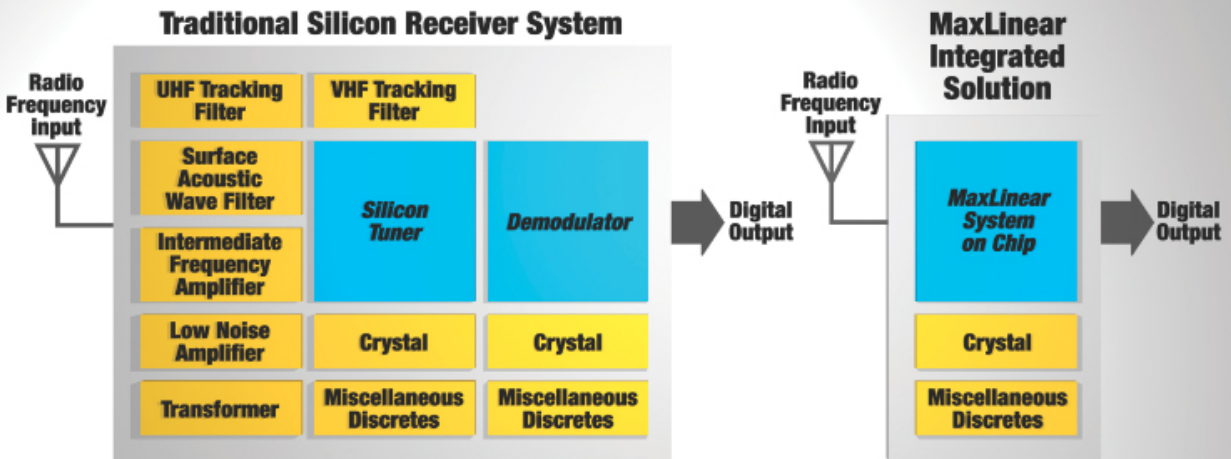 Traditional Silicon Receiver System
Radio
Frequency
Input
UHF Tracking
Filter
VHF Tracking
Filter
Surface
Acoustic
Wave Filter
Silicon
Tuner
Demodulator
Digital
Output
Intermediate
Frequency
Amplifier
Low Noise
Amplifier
Crystal
Crystal
Transformer
Miscellaneous
Discretes
Miscellaneous
Discretes
MaxLinear
Integrated
Solution
Radio
Frequency
Input
MaxLinear
System
on Chip
Digital
Output
Crystal
Miscellaneous
Discretes